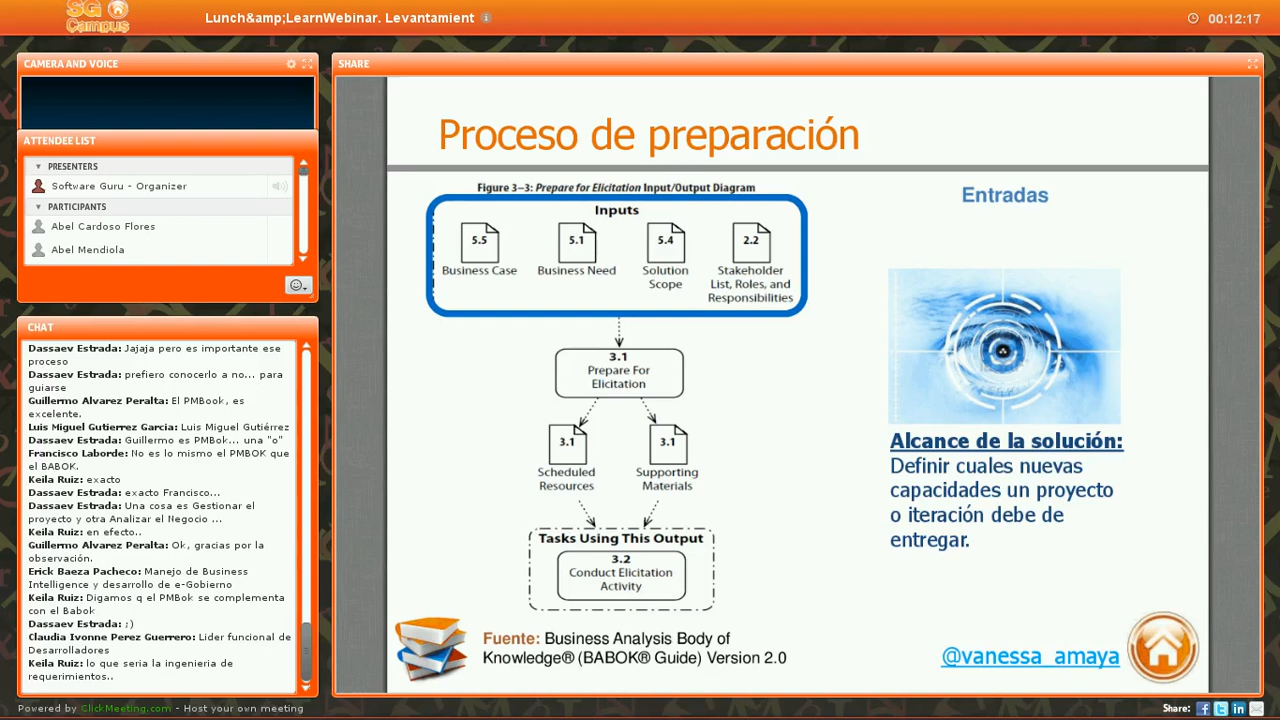 SG
Campus
Lunch&amp;LearnWebinar. Levantamient
00:12:17
CAMERA AND VOICE
ATTENDEE LIST
PRESENTERS
Software Guru - Organizer
PARTICIPANTS
Abel Cardoso Flores
Abel Mendiola
CHAT
Dassaev Estrada: Jajaja pero es importante ese
proceso
Dassaev Estrada: prefiero conocerlo a no... para
guiarse
Guillermo Alvarez Peralta: El PMBook, es
excelente.
Luis Miguel Gutierrez Garcia: Luis Miguel Gutiérrez
Dassaev Estrada: Guillermo es PMBok... una "o"
Francisco Laborde: No es lo mismo el PMBOK que
el BABOK.
Keila Ruiz: exacto
Dassaev Estrada: exacto Francisco...
Dassaev Estrada: Una cosa es Gestionar el
proyecto y otra Analizar el Negocio ...
Keila Ruiz: en efecto..
Guillermo Alvarez Peralta: Ok, gracias por la
observación.
Erick Baeza Pacheco: Manejo de Business
Intelligence y desarrollo de e-Gobierno
Keila Ruiz: Digamos q el PMBok se complementa
con el Babok
Dassaev Estrada: ;)
Claudia Ivonne Perez Guerrero: Lider funcional de
Desarrolladores
Keila Ruiz: lo que seria la ingenieria de
requerimientos..
SHARE
Proceso de preparación
Figure 3–3: Prepare for Elicitation Input/Output Diagram
Inputs
5.5
5.1
5.4
2.2
Business Case
Business Need
Solution
Scope
Stakeholder
List, Roles, and
Responsibilities
3.1
Prepare For
Elicitation
3.1
3.1
Scheduled
Resources
Supporting
Materials
Tasks Using This Output
3.2
Conduct Elicitation
Activity
Entradas
Alcance de la solución:
Definir cuales nuevas
capacidades un proyecto
o iteración debe de
entregar.
Fuente: Business Analysis Body of
Knowledge® (BABOK® Guide) Version 2.0
@vanessa_amaya
Powered by ClickMeeting.com - Host your own meeting
Share: